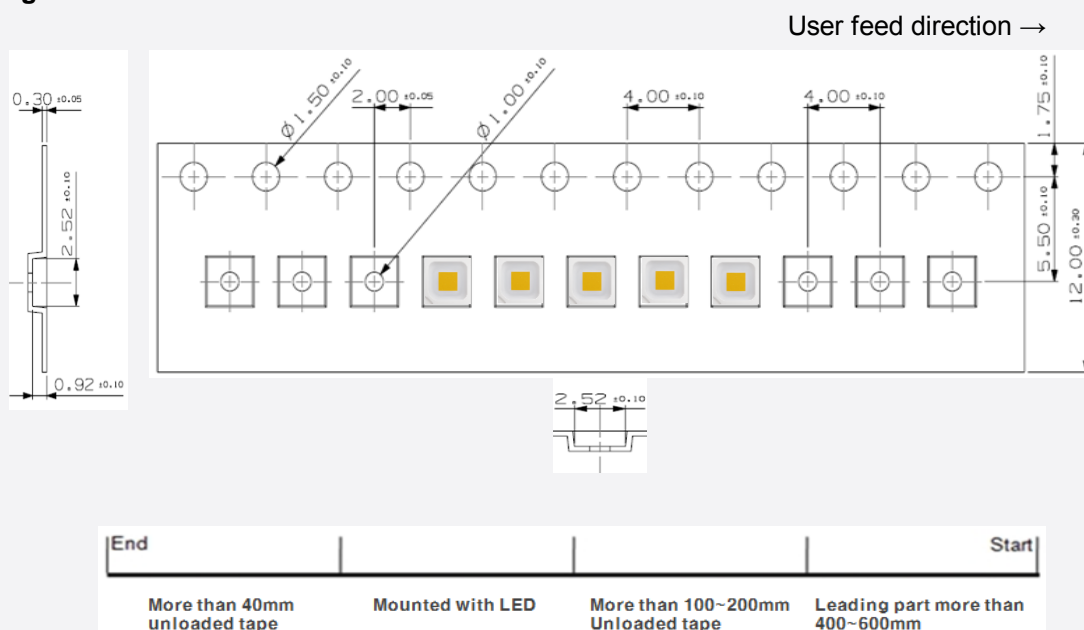 g
User feed direction →
0.30 ±0.05
2.52 ±0.10
0.92 ±0.10
Ø1.50 ±0.10
2.00 ±0.05
Ø1.00 ±0.10
4.00 ±0.10
4.00 ±0.10
1.75 ±0.10
5.50 ±0.10
12.00 ±0.30
2.52 ±0.10
End
Start
More than 40mm
unloaded tape
Mounted with LED
More than 100~200mm
Unloaded tape
Leading part more than
400~600mm